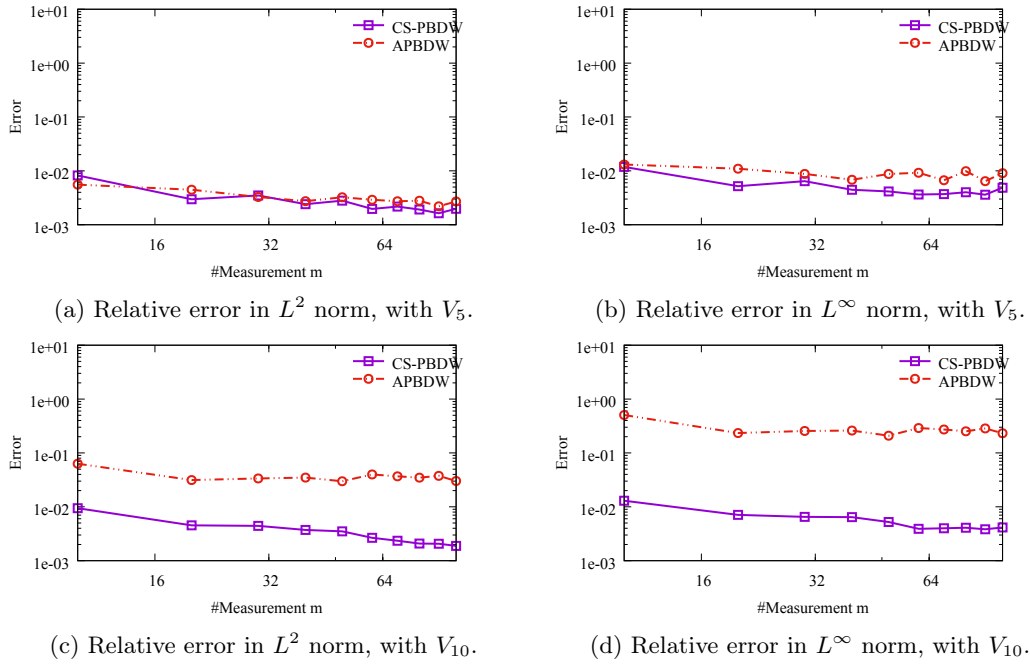 1e+01
1e+00
1e-01
1e-02
1e-03
Error
CS-PBDW
APBDW
16
32
64
#Measurement m
(a) Relative error in L² norm, with V₅.
1e+01
1e+00
1e-01
1e-02
1e-03
Error
CS-PBDW
APBDW
16
32
64
#Measurement m
(b) Relative error in L^∞ norm, with V₅.
1e+01
1e+00
1e-01
1e-02
1e-03
Error
CS-PBDW
APBDW
16
32
64
#Measurement m
(c) Relative error in L² norm, with V₁₀.
1e+01
1e+00
1e-01
1e-02
1e-03
Error
CS-PBDW
APBDW
16
32
64
#Measurement m
(d) Relative error in L^∞ norm, with V₁₀.